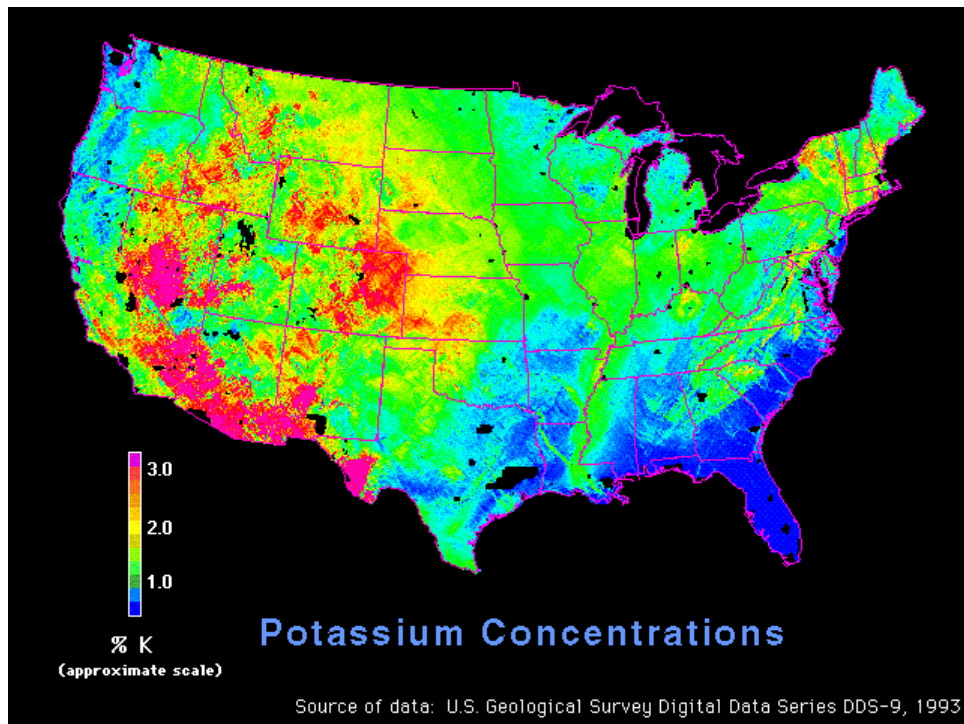 3.0
2.0
1.0
% K
(approximate scale)
Potassium Concentrations
Source of data: U.S. Geological Survey Digital Data Series DDS-9, 1993